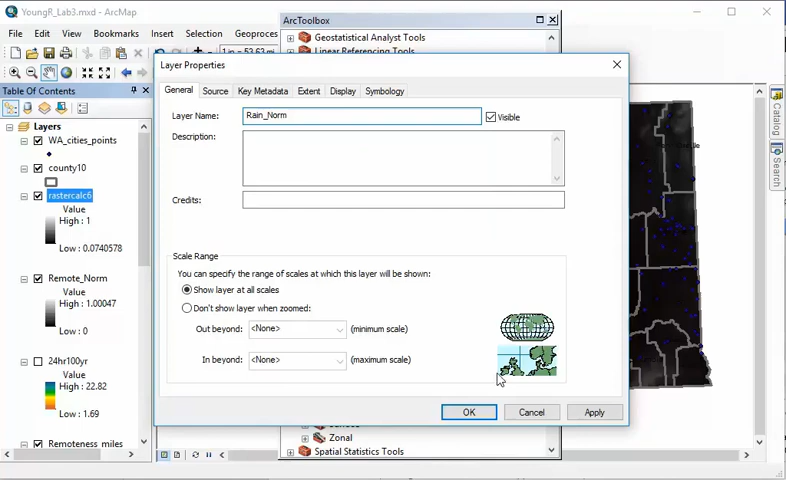 YoungR_Lab3.mxd - ArcMap
File Edit View Bookmarks Insert Selection Geoproces
ArcToolbox
Geostatistical Analyst Tools
Linear Referencing Tools
Table Of Contents
Layers
WA_cities_points
county10
rastercalc6
Value
High : 1
Low : 0.0740578
Remote_Norm
Value
High : 1.00047
Low : 0
24hr100yr
Value
High : 22.82
Low : 1.69
Remoteness_miles
Layer Properties
General Source Key Metadata Extent Display Symbology
Layer Name: Rain_Norm Visible
Description:
Credits:
Scale Range
You can specify the range of scales at which this layer will be shown:
Show layer at all scales
Don't show layer when zoomed:
Out beyond: <None> (minimum scale)
In beyond: <None> (maximum scale)
OK Cancel Apply
Zonal
Spatial Statistics Tools
Catalog
Search